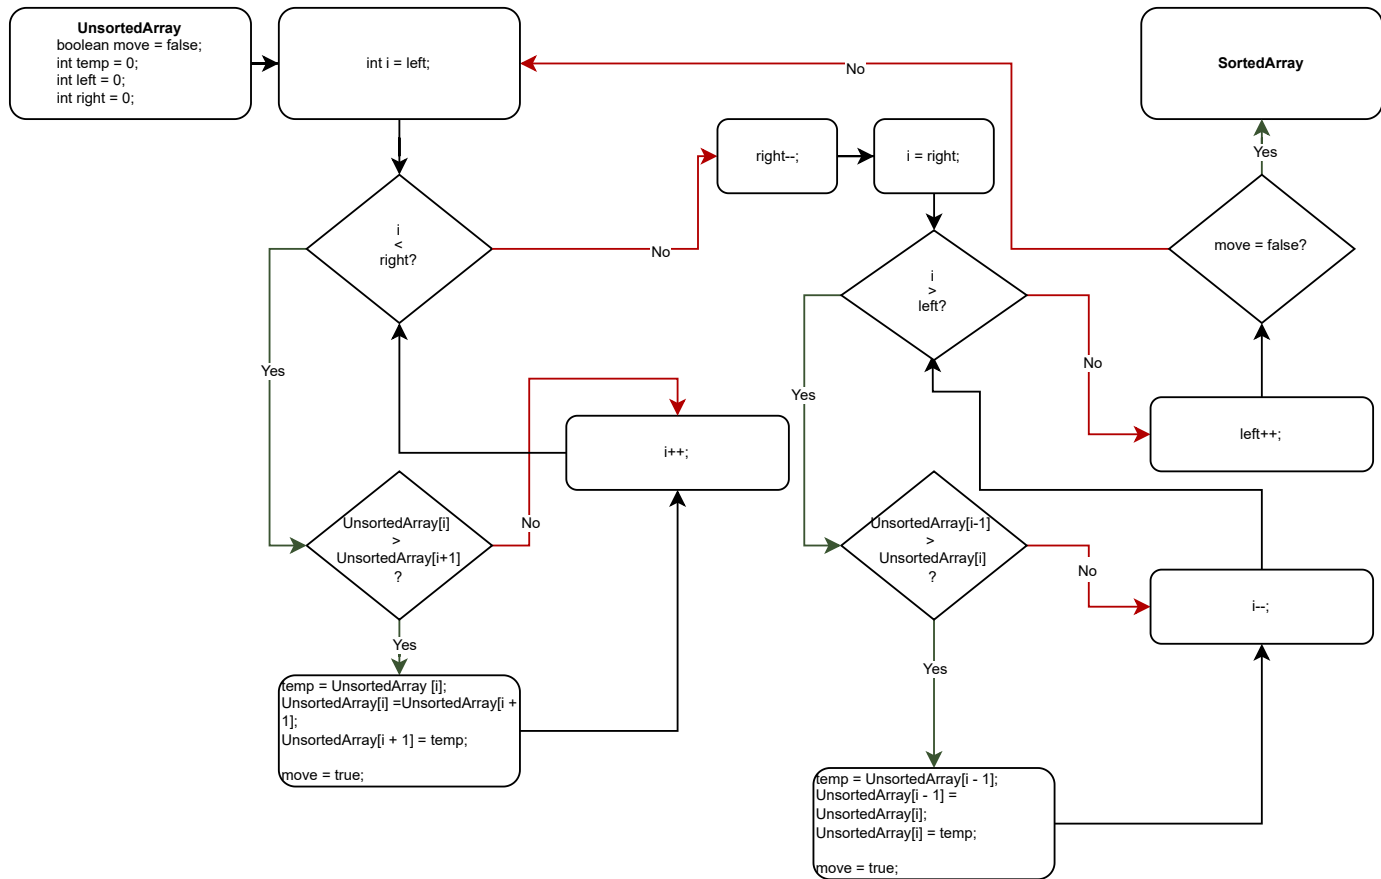 UnsortedArray
boolean move = false;
int temp = 0;
int left = 0;
int right = 0;
int i = left;
No
SortedArray
Yes
right--;
i = right;
i
<
right?
No
move = false?
i
>
left?
Yes
No
Yes
left++;
i++;
UnsortedArray[i]
>
UnsortedArray[i+1]
?
No
UnsortedArray[i-1]
>
UnsortedArray[i]
?
No
i--;
Yes
Yes
temp = UnsortedArray [i];
UnsortedArray[i] =UnsortedArray[i +
1];
UnsortedArray[i + 1] = temp;
move = true;
temp = UnsortedArray[i - 1];
UnsortedArray[i - 1] =
UnsortedArray[i];
UnsortedArray[i] = temp;
move = true;